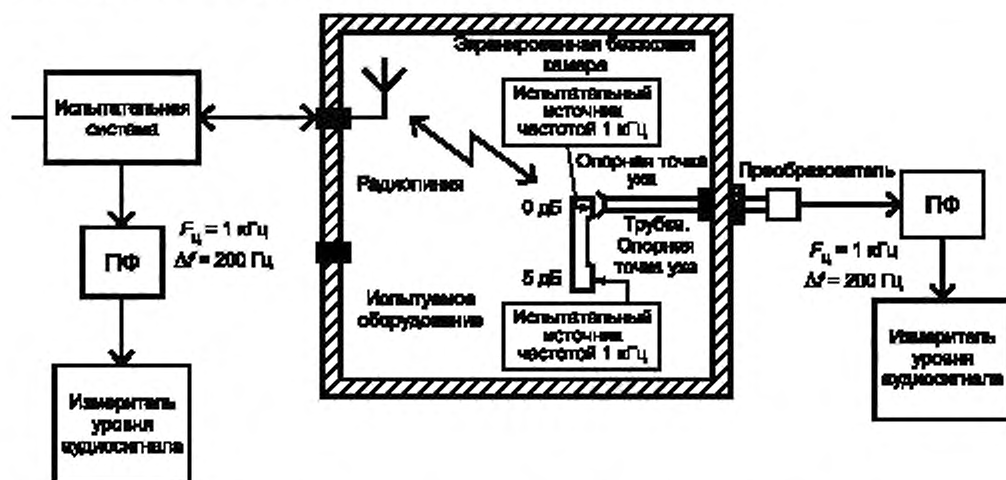 Экранированная безэховая
камера
Испытательная
система
Испытательный
источник
частотой 1 кГц
Опорная точка
уха
Преобразователь
Радиолиния
0 дБ
ПФ
Трубка.
Опорная
точка уха
Fц = 1 кГц
Δf = 200 Гц
ПФ
Fц = 1 кГц
Δf = 200 Гц
5 дБ
Испытуемое
оборудование
Испытательный
источник
частотой 1 кГц
Измеритель
уровня
аудиосигнала
Измеритель
уровня
аудиосигнала